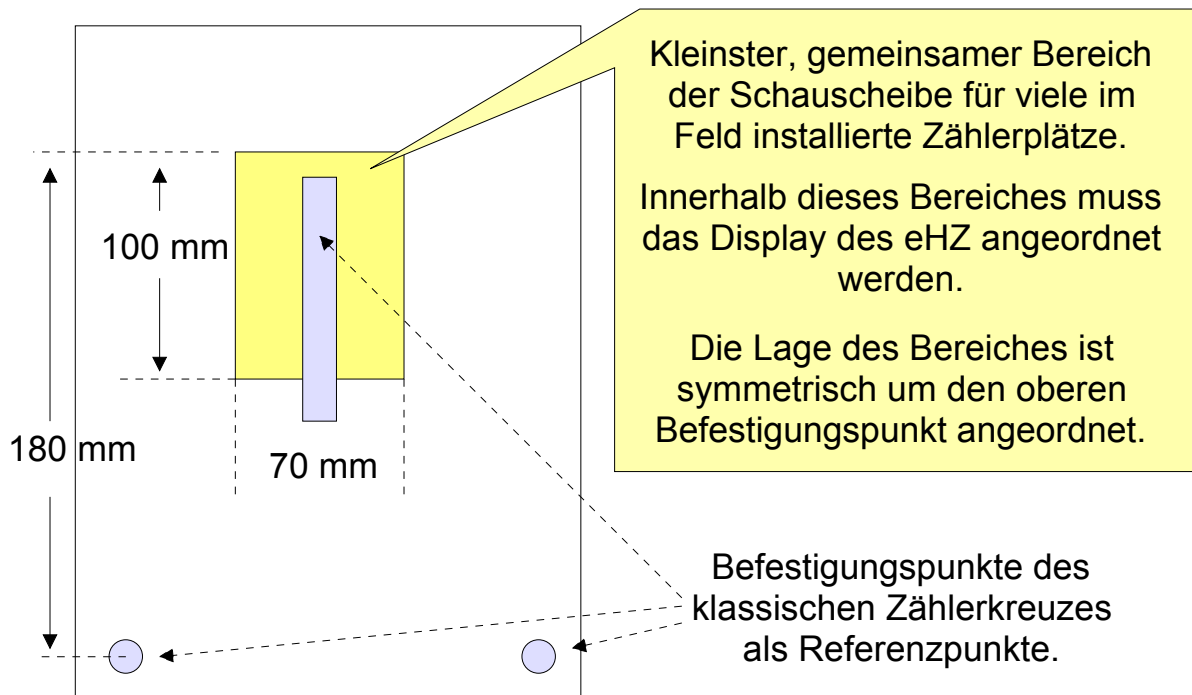 Kleinster, gemeinsamer Bereich
der Schauscheibe für viele im
Feld installierte Zählerplätze.
Innerhalb dieses Bereiches muss
das Display des eHZ angeordnet
werden.
Die Lage des Bereiches ist
symmetrisch um den oberen
Befestigungspunkt angeordnet.
100 mm
180 mm
70 mm
Befestigungspunkte des
klassischen Zählerkreuzes
als Referenzpunkte.